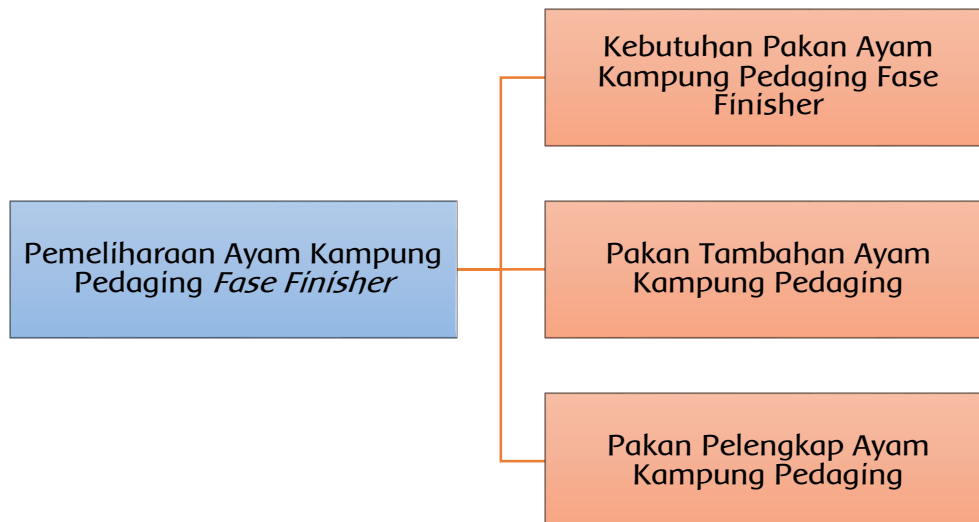 Kebutuhan Pakan Ayam
Kampung Pedaging Fase
Finisher
Pemeliharaan Ayam Kampung
Pedaging Fase Finisher
Pakan Tambahan Ayam
Kampung Pedaging
Pakan Pelengkap Ayam
Kampung Pedaging